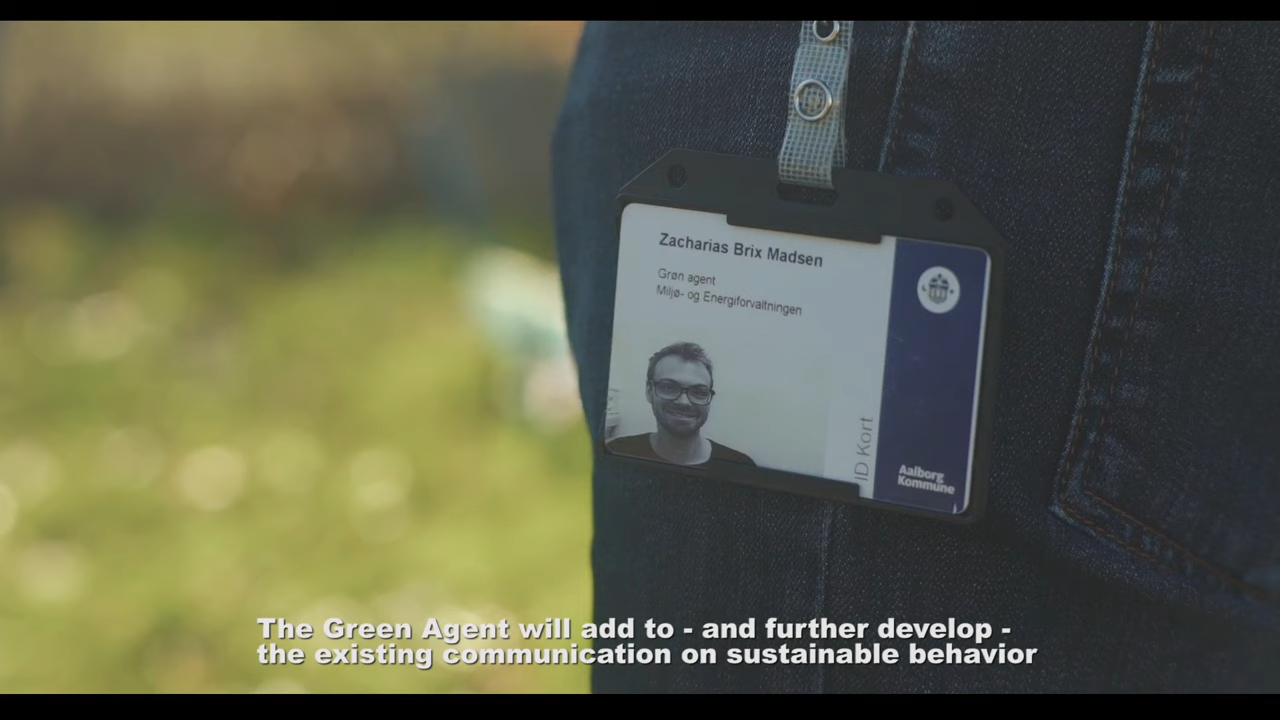 Zacharias Brix Madsen
Grøn agent
Miljø- og Energiforvaltningen
ID Kort
Aalborg
Kommune
The Green Agent will add to - and further develop -
the existing communication on sustainable behavior